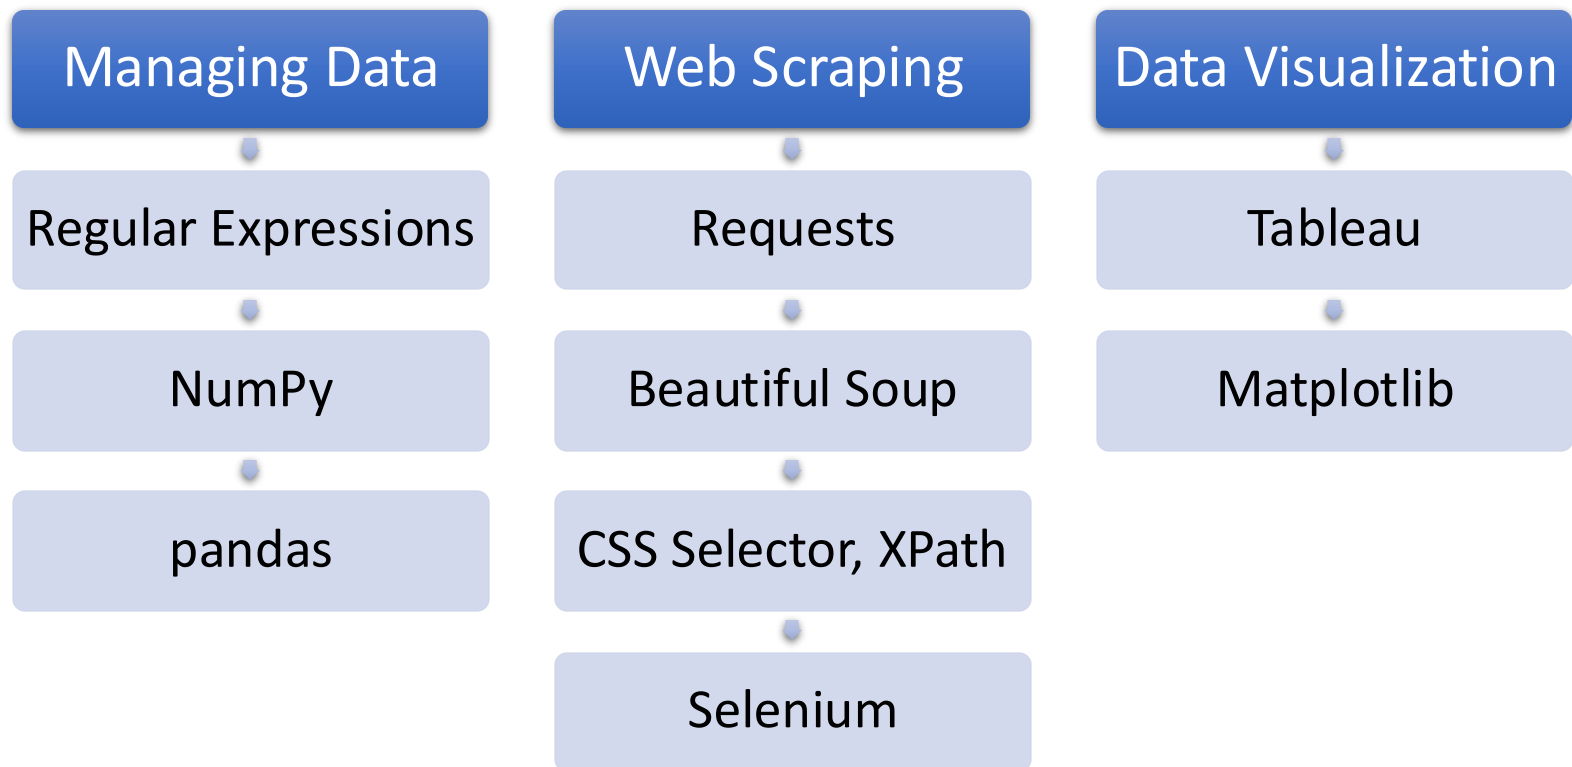 Managing Data
Regular Expressions
NumPy
pandas
Web Scraping
Requests
Beautiful Soup
CSS Selector, XPath
Selenium
Data Visualization
Tableau
Matplotlib